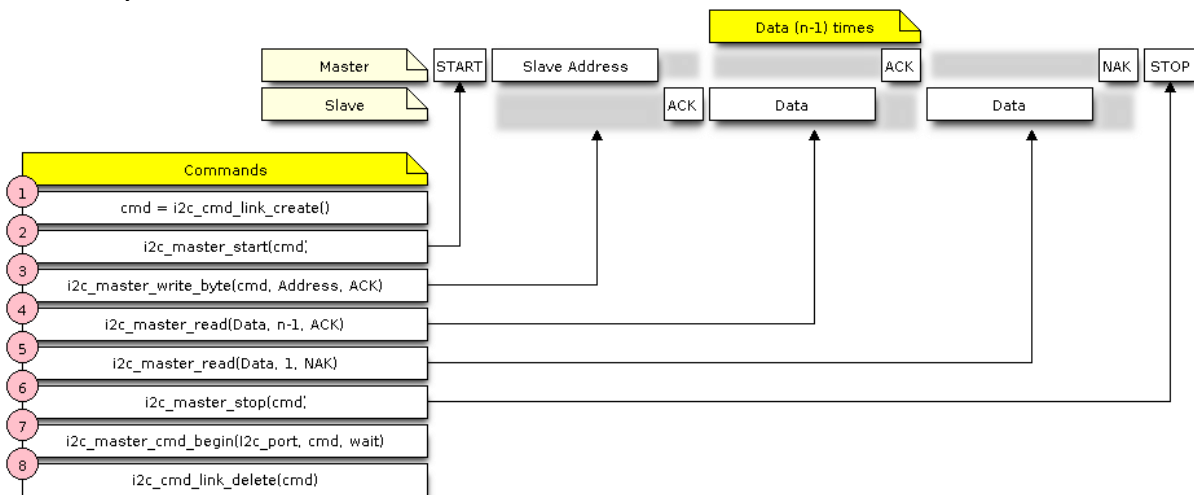 Data (n-1) times
Master START Slave Address ACK NAK STOP
Slave ACK Data Data
Commands
1 cmd = i2c_cmd_link_create()
2 i2c_master_start(cmd;
3 i2c_master_write_byte(cmd, Address, ACK)
4 i2c_master_read(Data, n-1, ACK)
5 i2c_master_read(Data, 1, NAK)
6 i2c_master_stop(cmd;
7 i2c_master_cmd_begin(I2c_port, cmd, wait)
8 i2c_cmd_link_delete(cmd)